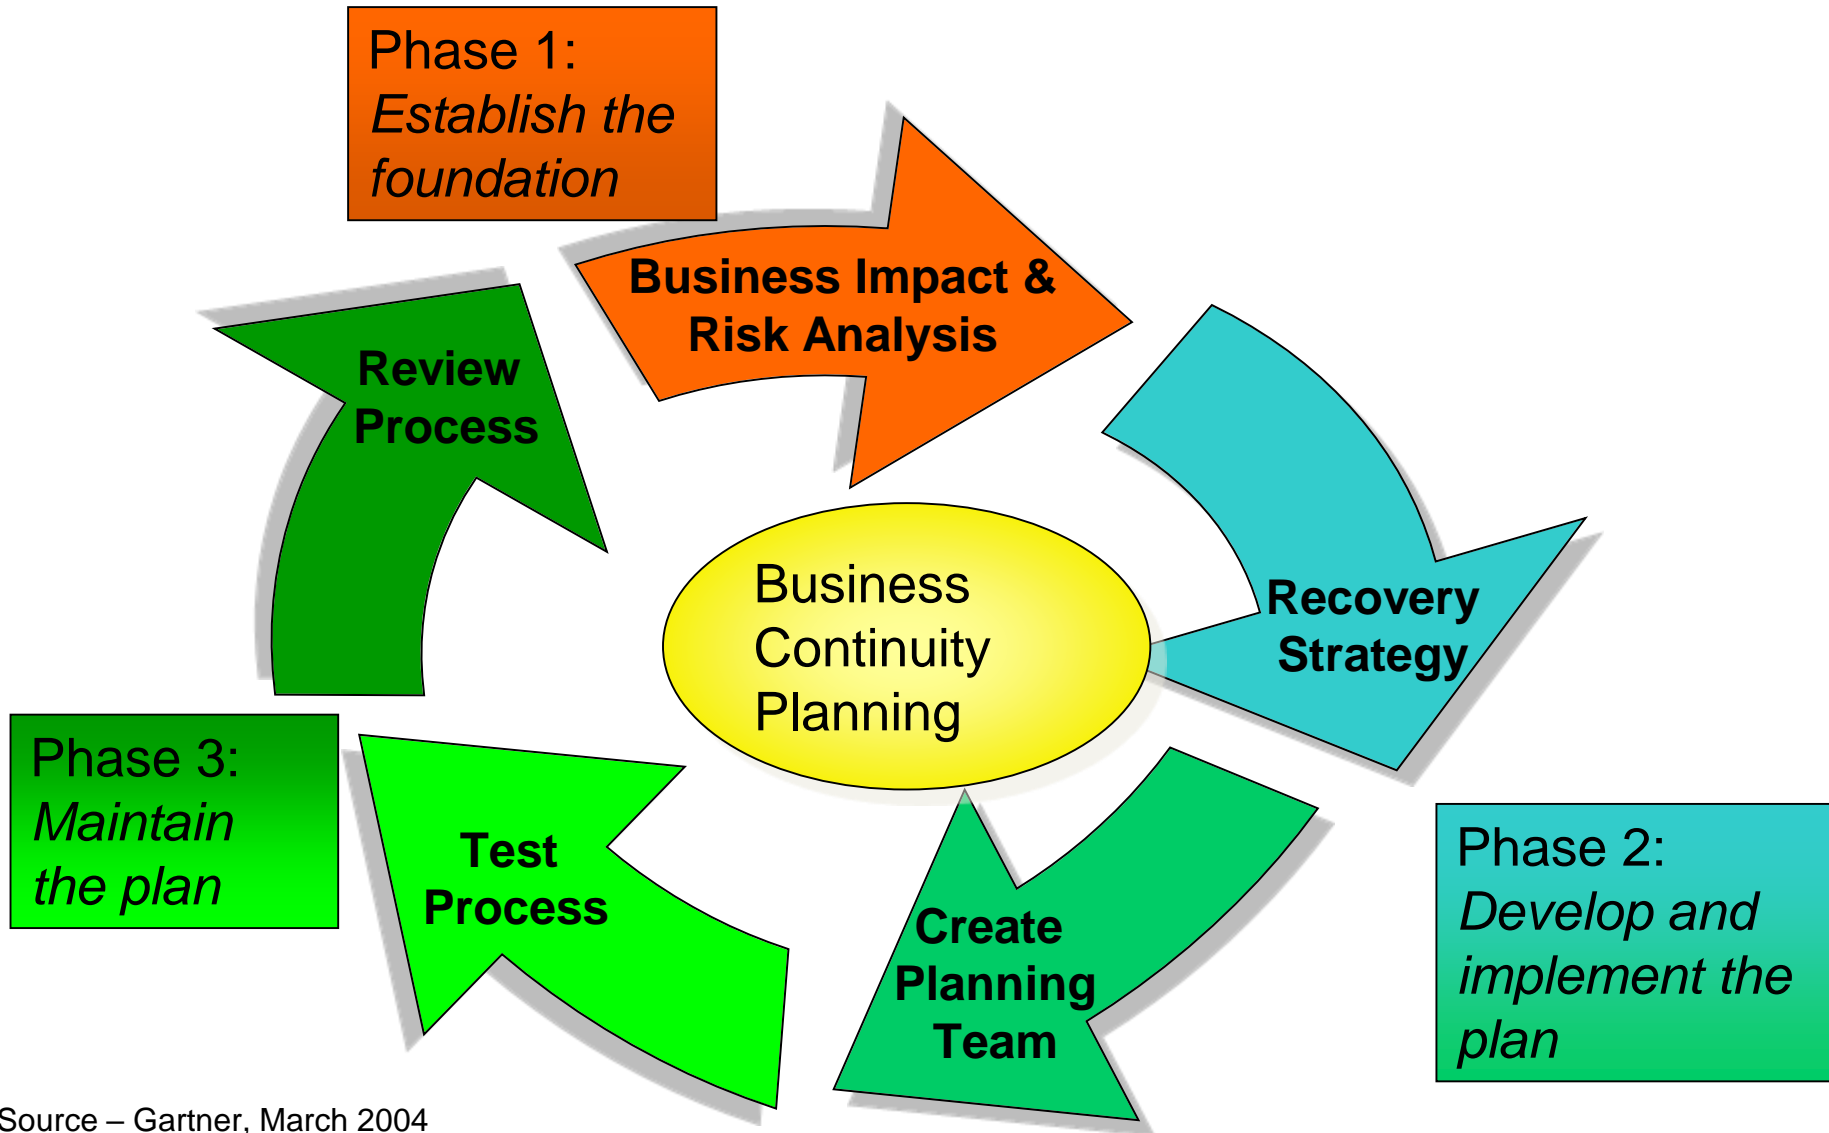 Phase 1:
Establish the
foundation
Business Impact &
Risk Analysis
Review
Process
Business
Continuity
Planning
Recovery
Strategy
Phase 3:
Maintain
the plan
Test
Process
Create
Planning
Team
Phase 2:
Develop and
implement the
plan
Source – Gartner, March 2004